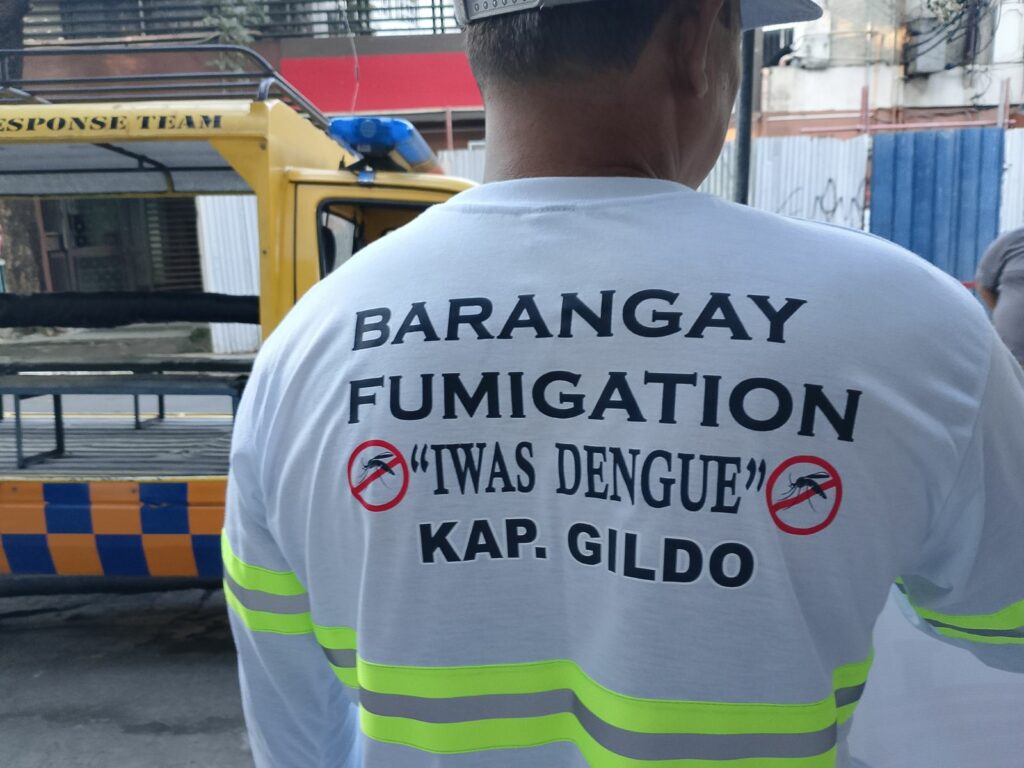 RESPONSE TEAM
BARANGAY
FUMIGATION
"IWAS DENGUE"
KAP. GILDO